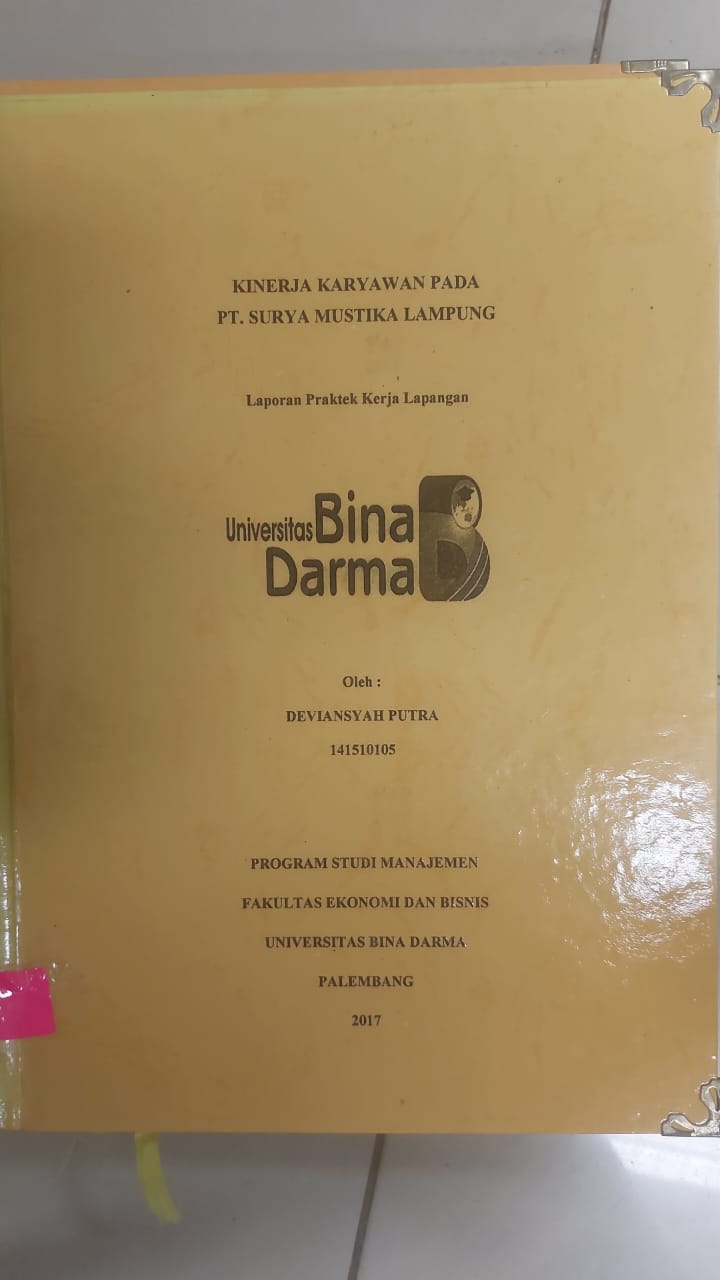 KINERJA KARYAWAN PADA
PT. SURYA MUSTIKA LAMPUNG
Laporan Praktek Kerja Lapangan
Universitas Bina
Darma
Oleh :
DEVIANSYAH PUTRA
141510105
PROGRAM STUDI MANAJEMEN
FAKULTAS EKONOMI DAN BISNIS
UNIVERSITAS BINA DARMA
PALEMBANG
2017